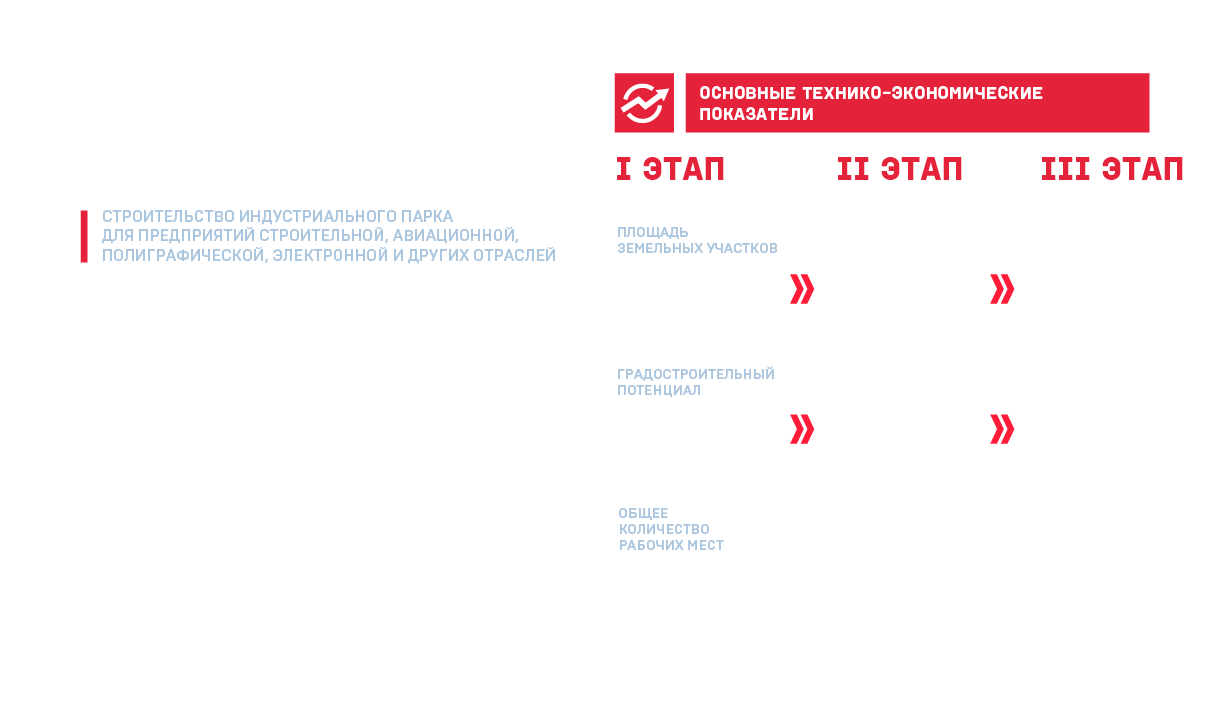 ОСНОВНЫЕ ТЕХНИКО-ЭКОНОМИЧЕСКИЕ
ПОКАЗАТЕЛИ
I ЭТАП
II ЭТАП
III ЭТАП
СТРОИТЕЛЬСТВО ИНДУСТРИАЛЬНОГО ПАРКА
ДЛЯ ПРЕДПРИЯТИЙ СТРОИТЕЛЬНОЙ, АВИАЦИОННОЙ,
ПОЛИГРАФИЧЕСКОЙ, ЭЛЕКТРОННОЙ И ДРУГИХ ОТРАСЛЕЙ
ПЛОЩАДЬ
ЗЕМЕЛЬНЫХ УЧАСТКОВ
ГРАДОСТРОИТЕЛЬНЫЙ
ПОТЕНЦИАЛ
ОБЩЕЕ
КОЛИЧЕСТВО
РАБОЧИХ МЕСТ